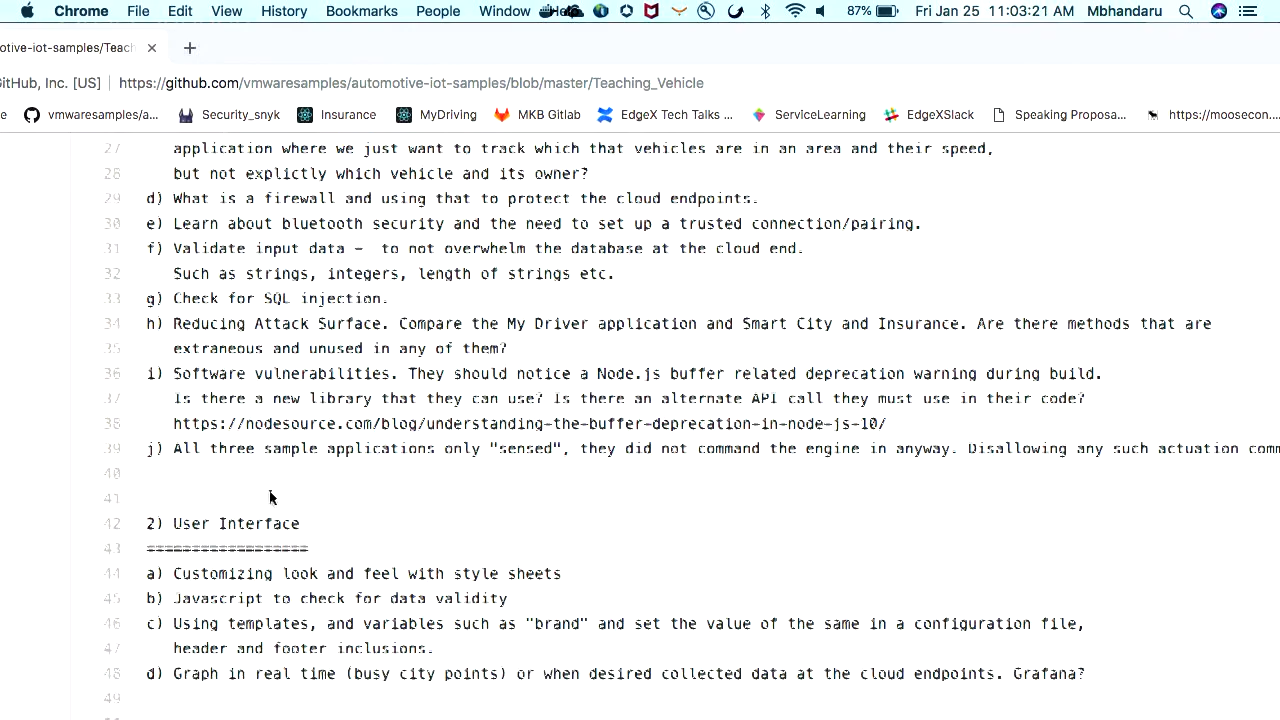 Chrome File Edit View History Bookmarks People Window Help 87% Fri Jan 25 11:03:21 AM Mbhandaru
otive-iot-samples/Teach
GitHub, Inc. [US] https://github.com/vmwaresamples/automotive-iot-samples/blob/master/Teaching_Vehicle
e vmwaresamples/a... Security_snyk Insurance MyDriving MKB Gitlab EdgeX Tech Talks ... ServiceLearning EdgeXSlack Speaking Proposa... https://moosecon.
27 application where we just want to track which that vehicles are in an area and their speed,
28 but not explictly which vehicle and its owner?
29 d) What is a firewall and using that to protect the cloud endpoints.
30 e) Learn about bluetooth security and the need to set up a trusted connection/pairing.
31 f) Validate input data - to not overwhelm the database at the cloud end.
32 Such as strings, integers, length of strings etc.
33 g) Check for SQL injection.
34 h) Reducing Attack Surface. Compare the My Driver application and Smart City and Insurance. Are there methods that are
35 extraneous and unused in any of them?
36 i) Software vulnerabilities. They should notice a Node.js buffer related deprecation warning during build.
37 Is there a new library that they can use? Is there an alternate API call they must use in their code?
38 https://nodesource.com/blog/understanding-the-buffer-deprecation-in-node-js-10/
39 j) All three sample applications only "sensed", they did not command the engine in anyway. Disallowing any such actuation comm
40
41
42 2) User Interface
43 ==================
44 a) Customizing look and feel with style sheets
45 b) Javascript to check for data validity
46 c) Using templates, and variables such as "brand" and set the value of the same in a configuration file,
47 header and footer inclusions.
48 d) Graph in real time (busy city points) or when desired collected data at the cloud endpoints. Grafana?
49